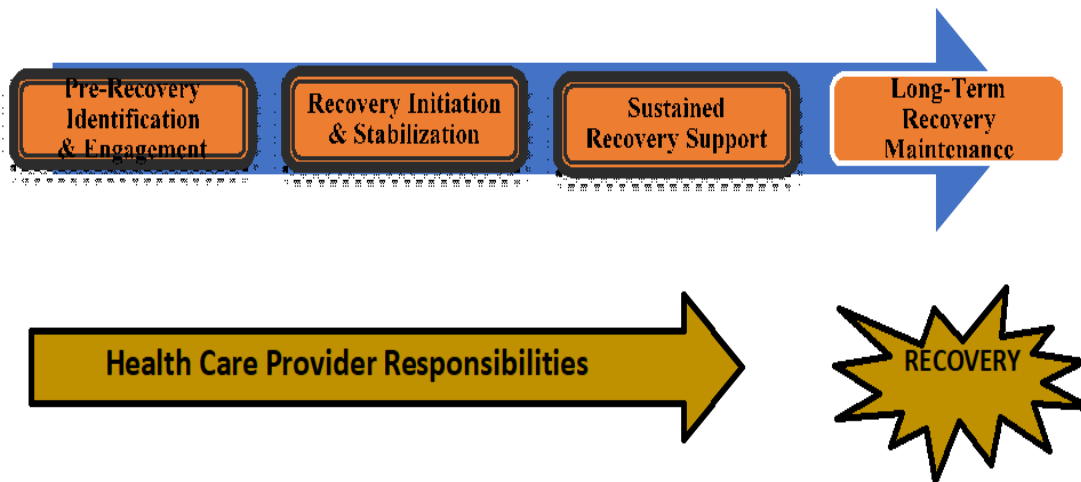 Pre-Recovery
Identification
& Engagement
Recovery Initiation
& Stabilization
Sustained
Recovery Support
Long-Term
Recovery
Maintenance
Health Care Provider Responsibilities
RECOVERY